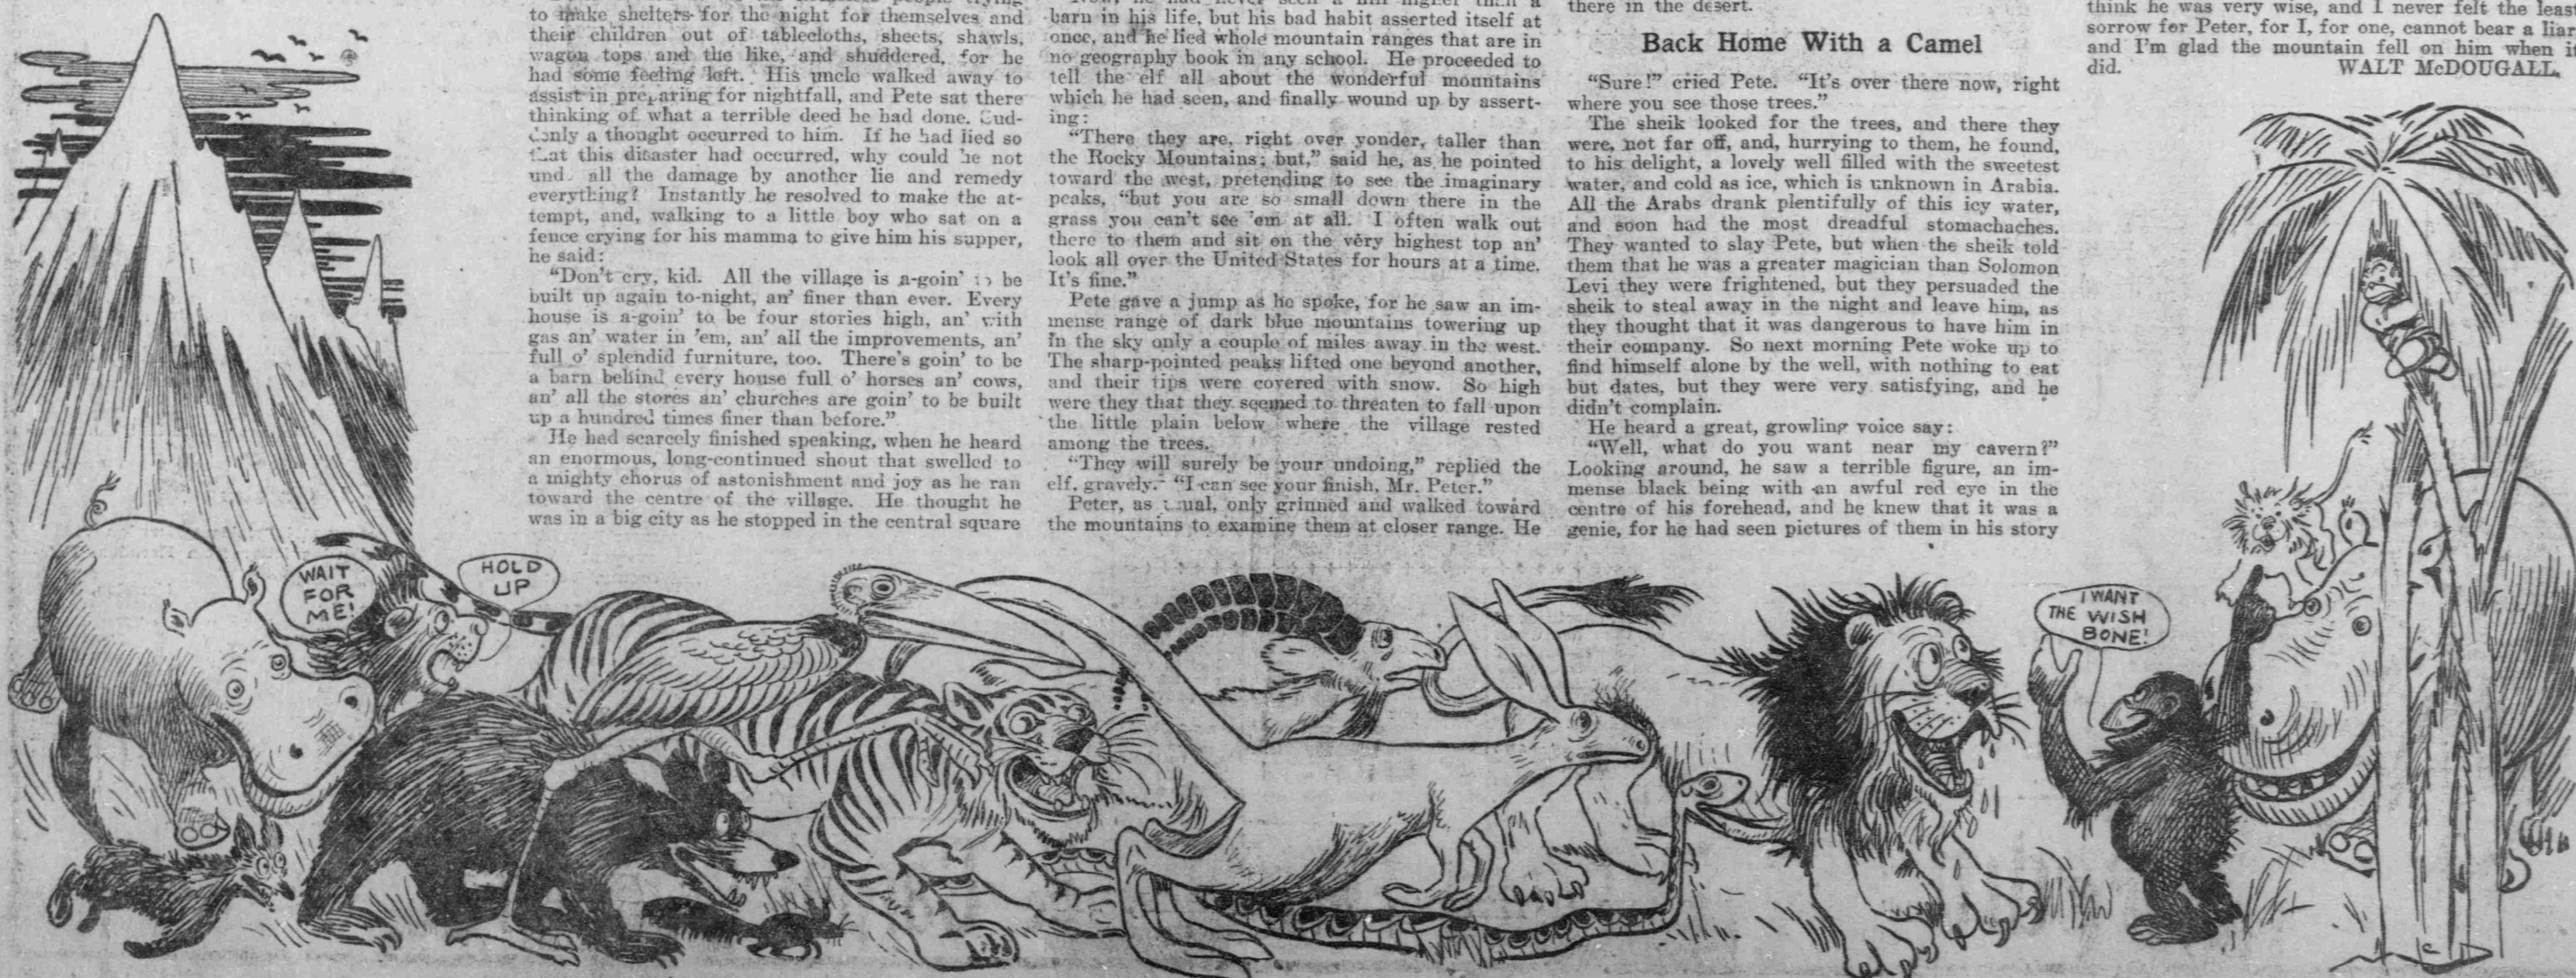 to make shelters for the night for themselves and
their children out of tablecloths, sheets, shawls,
wagon tops and the like, and shuddered, for he
had some feeling left. His uncle walked away to
assist in preparing for nightfall, and Pete sat there
thinking of what a terrible deed he had done. Sud-
denly a thought occurred to him. If he had lied so
that this disaster had occurred, why could he not
undo all the damage by another lie and remedy
everything? Instantly he resolved to make the at-
tempt, and, walking to a little boy who sat on a
fence crying for his mamma to give him his supper,
he said:
"Don't cry, kid. All the village is a-goin' to be
built up again to-night, an' finer than ever. Every
house is a-goin' to be four stories high, an' with
gas an' water in 'em, an' all the improvements, an'
full o' splendid furniture, too. There's goin' to be
a barn behind every house full o' horses an' cows,
an' all the stores an' churches are goin' to be built
up a hundred times finer than before."
He had scarcely finished speaking, when he heard
an enormous, long-continued shout that swelled to
a mighty chorus of astonishment and joy as he ran
toward the centre of the village. He thought he
was in a big city as he stopped in the central square
barn in his life, but his bad habit asserted itself at
once, and he lied whole mountain ranges that are in
no geography book in any school. He proceeded to
tell the elf all about the wonderful mountains
which he had seen, and finally wound up by assert-
ing:
"There they are, right over yonder, taller than
the Rocky Mountains; but," said he, as he pointed
toward the west, pretending to see the imaginary
peaks, "but you are so small down there in the
grass you can't see 'em at all. I often walk out
there to them and sit on the very highest top an'
look all over the United States for hours at a time.
It's fine."
Pete gave a jump as he spoke, for he saw an im-
mense range of dark blue mountains towering up
in the sky only a couple of miles away in the west.
The sharp-pointed peaks lifted one beyond another,
and their tips were covered with snow. So high
were they that they seemed to threaten to fall upon
the little plain below where the village rested
among the trees.
"They will surely be your undoing," replied the
elf, gravely. "I can see your finish, Mr. Peter."
Peter, as usual, only grinned and walked toward
the mountains to examine them at closer range. He
there in the desert.
Back Home With a Camel
"Sure!" cried Pete. "It's over there now, right
where you see those trees."
The sheik looked for the trees, and there they
were, not far off, and, hurrying to them, he found,
to his delight, a lovely well filled with the sweetest
water, and cold as ice, which is unknown in Arabia.
All the Arabs drank plentifully of this icy water,
and soon had the most dreadful stomachaches.
They wanted to slay Pete, but when the sheik told
them that he was a greater magician than Solomon
Levi they were frightened, but they persuaded the
sheik to steal away in the night and leave him, as
they thought that it was dangerous to have him in
their company. So next morning Pete woke up to
find himself alone by the well, with nothing to eat
but dates, but they were very satisfying, and he
didn't complain.
He heard a great, growling voice say:
"Well, what do you want near my cavern?"
Looking around, he saw a terrible figure, an im-
mense black being with an awful red eye in the
centre of his forehead, and he knew that it was a
genie, for he had seen pictures of them in his story
think he was very wise, and I never felt the least
sorrow for Peter, for I, for one, cannot bear a liar
and I'm glad the mountain fell on him when it
did. WALT McDOUGALL.
WAIT
FOR
ME!
HOLD
UP
I WANT
THE WISH
BONE!